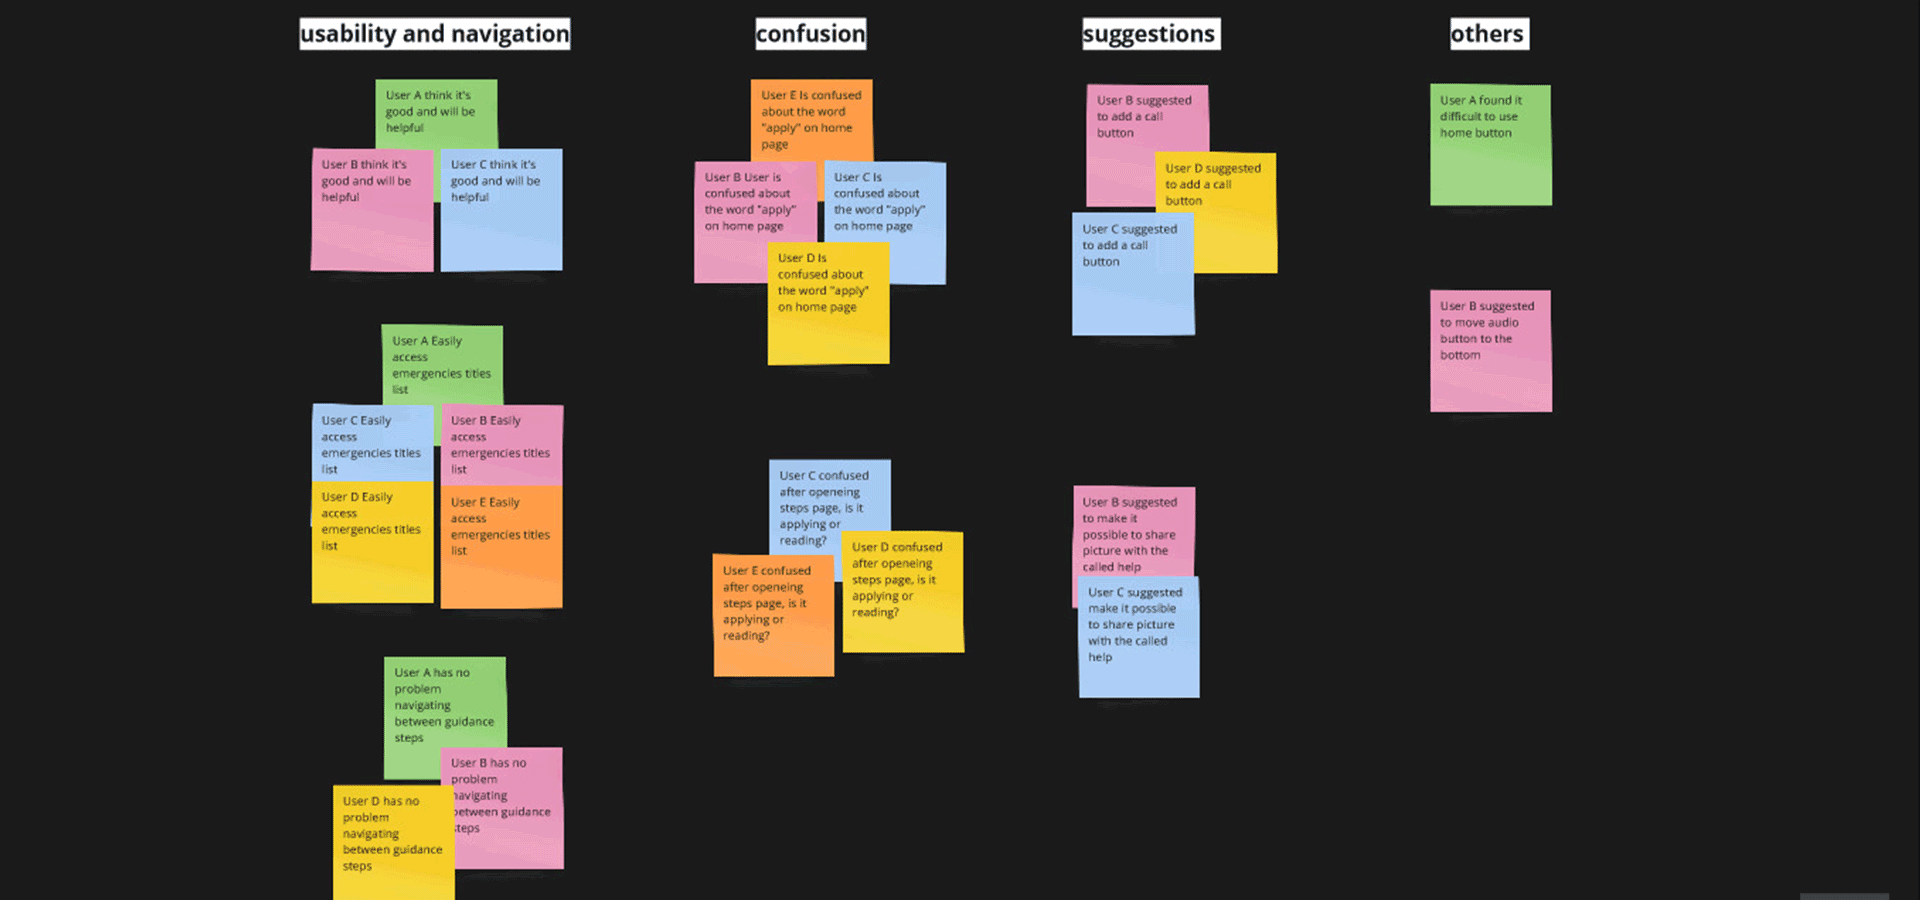 usability and navigation
confusion
suggestions
others
User A think it's
good and will be
helpful
User B think it's
good and will be
helpful
User C think it's
good and will be
helpful
User A Easily
access
emergencies titles
list
User C Easily
access
emergencies titles
list
User B Easily
access
emergencies titles
list
User D Easily
access
emergencies titles
list
User E Easily
access
emergencies titles
list
User A has no
problem
navigating
between guidance
steps
User B has no
problem
navigating
between guidance
steps
User D has no
problem
navigating
between guidance
steps
User E Is confused
about the word
"apply" on home
page
User B User is
confused about
the word "apply"
on home page
User C Is
confused about
the word "apply"
on home page
User D Is
confused about
the word "apply"
on home page
User C confused
after openeing
steps page, is it
applying or
reading?
User D confused
after openeing
steps page, is it
applying or
reading?
User E confused
after openeing
steps page, is it
applying or
reading?
User B suggested
to add a call
button
User D suggested
to add a call
button
User C suggested
to add a call
button
User B suggested
to make it
possible to share
picture with the
called help
User C suggested
make it possible
to share picture
with the called
help
User A found it
difficult to use
home button
User B suggested
to move audio
button to the
bottom